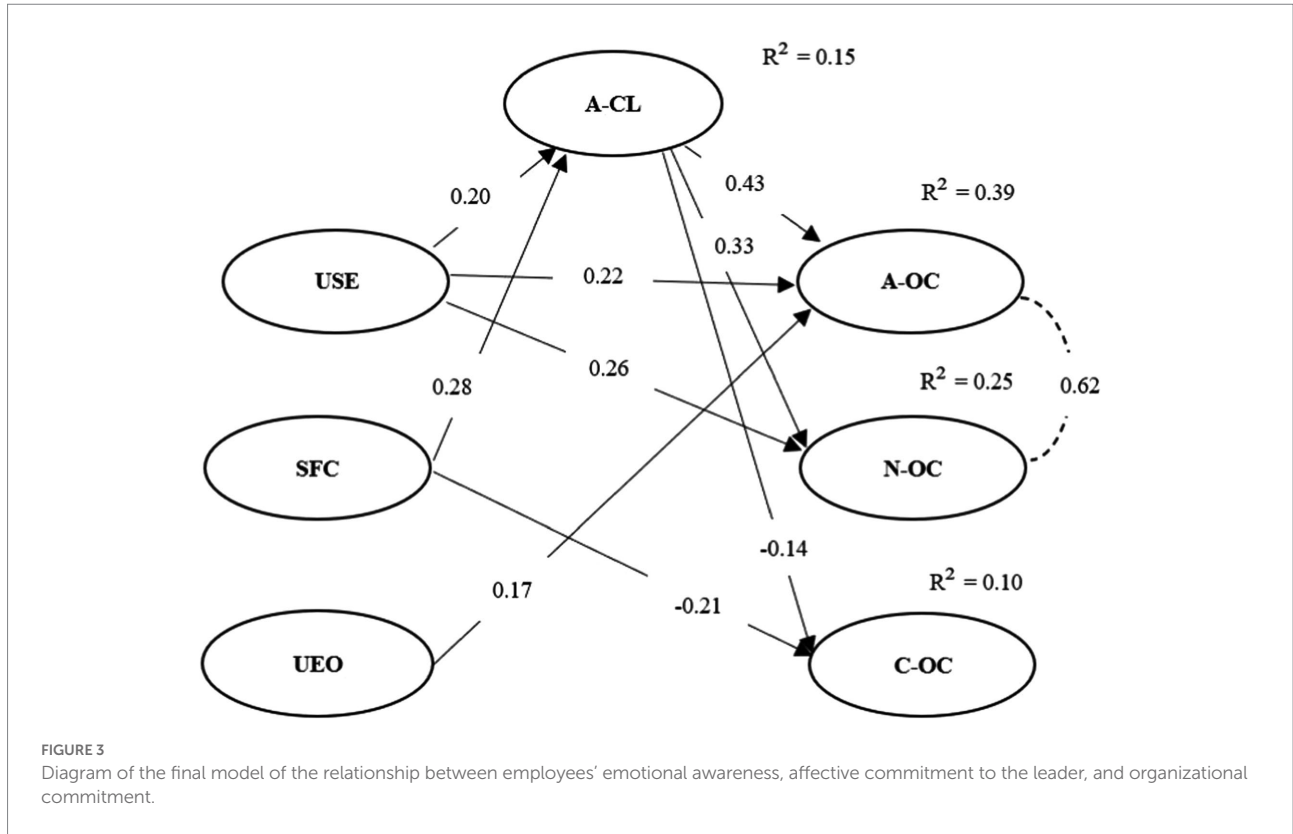 R² = 0.15
A-CL
0.20
0.43
R² = 0.39
0.33
USE
0.22
A-OC
0.26
R² = 0.25
0.28
0.62
SFC
N-OC
-0.14
0.17
-0.21
R² = 0.10
UEO
C-OC
FIGURE 3
Diagram of the final model of the relationship between employees’ emotional awareness, affective commitment to the leader, and organizational
commitment.